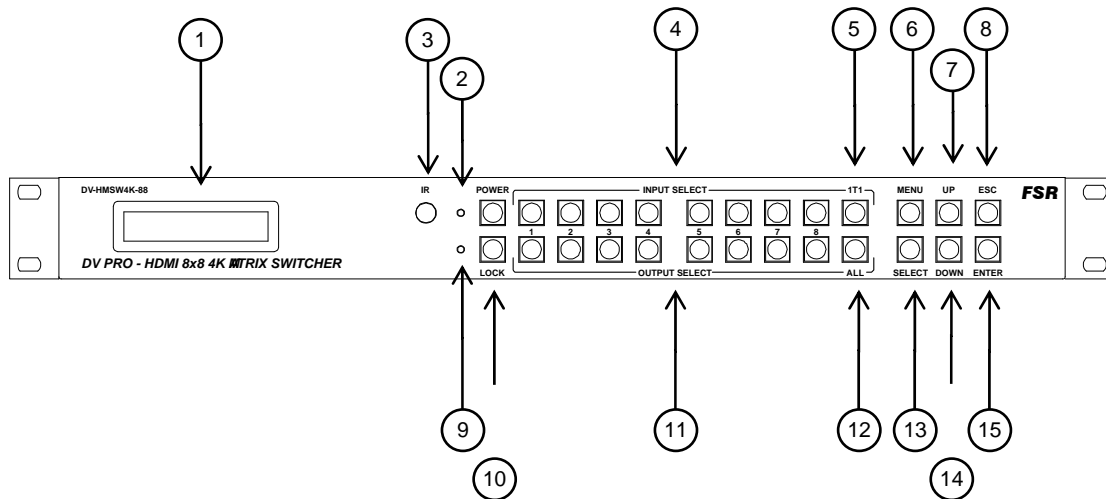 1
3
2
4
5
6
7
8
DV-HMSW4K-88
IR
POWER
INPUT SELECT
1T1
MENU
UP
ESC
FSR
1
2
3
4
5
6
7
8
DV PRO - HDMI 8x8 4K
TRIX SWITCHER
LOCK
OUTPUT SELECT
ALL
SELECT
DOWN
ENTER
9
10
11
12
13
14
15